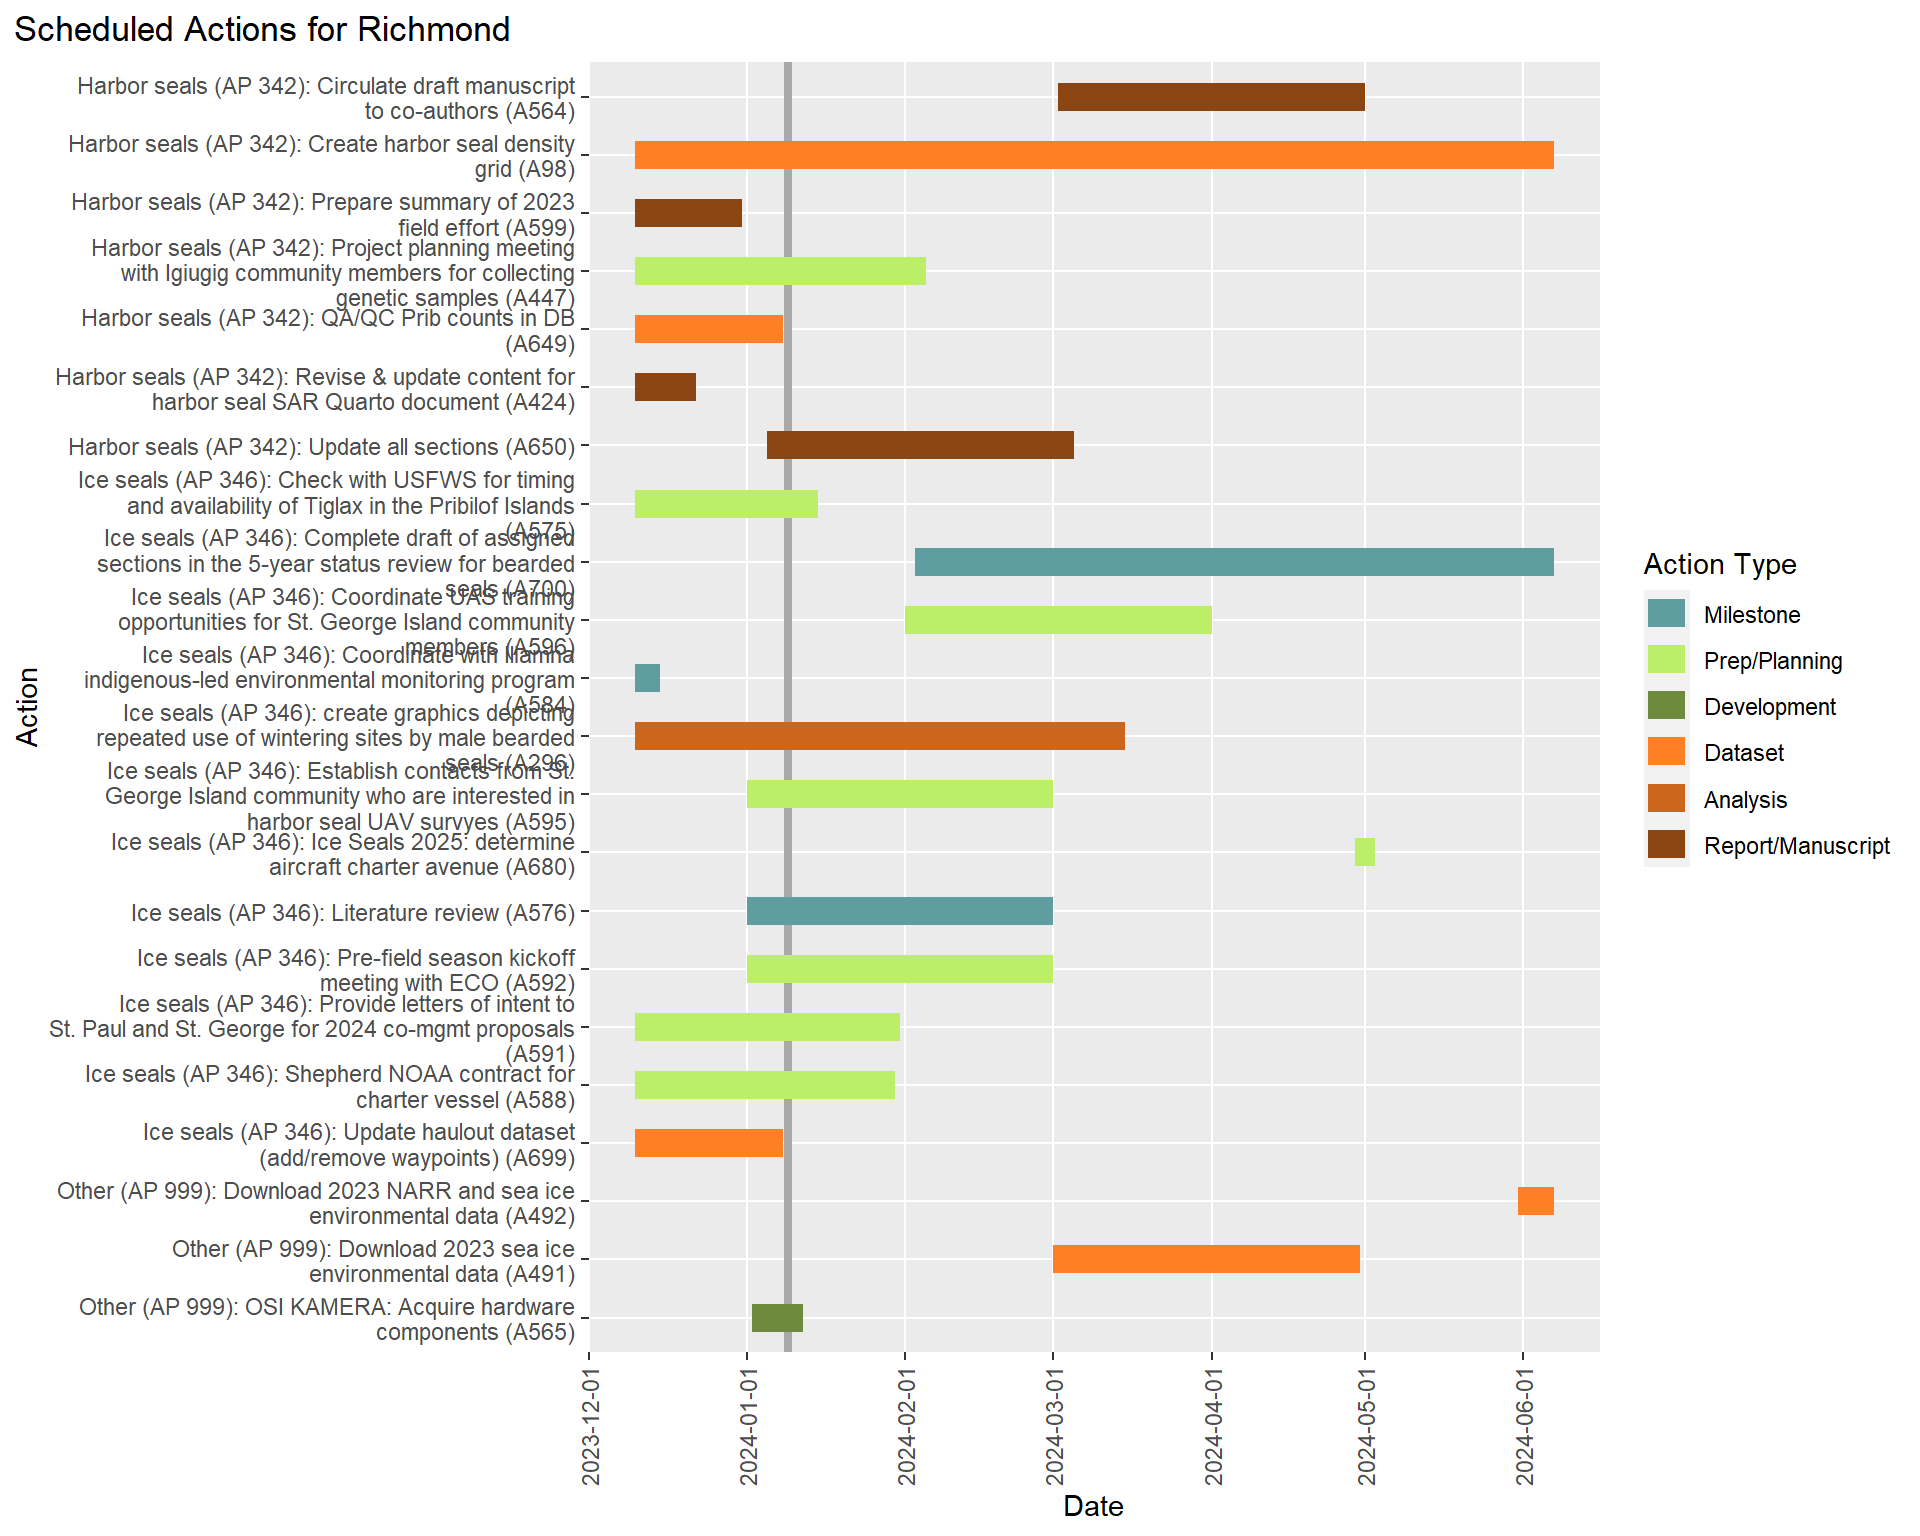 Scheduled Actions for Richmond
Harbor seals (AP 342): Circulate draft manuscript
to co-authors (A564)
Harbor seals (AP 342): Create harbor seal density
grid (A98)
Harbor seals (AP 342): Prepare summary of 2023
field effort (A599)
Harbor seals (AP 342): Project planning meeting
with Igiugig community members for collecting
genetic samples (A447)
Harbor seals (AP 342): QA/QC Prib counts in DB
(A649)
Harbor seals (AP 342): Revise & update content for
harbor seal SAR Quarto document (A424)
Harbor seals (AP 342): Update all sections (A650)
Ice seals (AP 346): Check with USFWS for timing
and availability of Tiglax in the Pribilof Islands
(A575)
Ice seals (AP 346): Complete draft of assigned
sections in the 5-year status review for bearded
seals (A700)
Ice seals (AP 346): Coordinate UAS training
opportunities for St. George Island community
members (A596)
Ice seals (AP 346): Coordinate with Iliamna
indigenous-led environmental monitoring program
(A584)
Ice seals (AP 346): create graphics depicting
repeated use of wintering sites by male bearded
seals (A296)
Ice seals (AP 346): Establish contacts from St.
George Island community who are interested in
harbor seal UAV survyes (A595)
Ice seals (AP 346): Ice Seals 2025: determine
aircraft charter avenue (A680)
Ice seals (AP 346): Literature review (A576)
Ice seals (AP 346): Pre-field season kickoff
meeting with ECO (A592)
Ice seals (AP 346): Provide letters of intent to
St. Paul and St. George for 2024 co-mgmt proposals
(A591)
Ice seals (AP 346): Shepherd NOAA contract for
charter vessel (A588)
Ice seals (AP 346): Update haulout dataset
(add/remove waypoints) (A699)
Other (AP 999): Download 2023 NARR and sea ice
environmental data (A492)
Other (AP 999): Download 2023 sea ice
environmental data (A491)
Other (AP 999): OSI KAMERA: Acquire hardware
components (A565)
Action
2023-12-01
2024-01-01
2024-02-01
2024-03-01
2024-04-01
2024-05-01
2024-06-01
Date
Action Type
Milestone
Prep/Planning
Development
Dataset
Analysis
Report/Manuscript